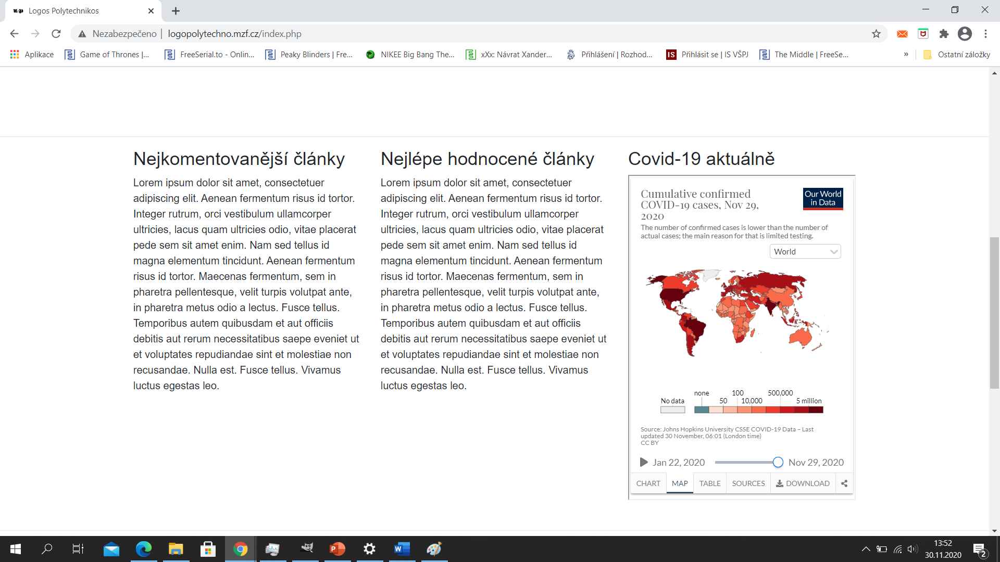 Logos Polytechnikos
Nezabezpečeno | logopolytechno.mzf.cz/index.php
Aplikace
Game of Thrones |...
FreeSerial.to - Onlin...
Peaky Blinders | Fre...
NIKEE Big Bang The...
xXx: Návrat Xander...
Přihlášení | Rozhod...
IS
Přihlásit se | IS VŠPJ
The Middle | FreeSe...
»
Ostatní záložky
Nejkomentovanější články
Lorem ipsum dolor sit amet, consectetuer
adipiscing elit. Aenean fermentum risus id tortor.
Integer rutrum, orci vestibulum ullamcorper
ultricies, lacus quam ultricies odio, vitae placerat
pede sem sit amet enim. Nam sed tellus id
magna elementum tincidunt. Aenean fermentum
risus id tortor. Maecenas fermentum, sem in
pharetra pellentesque, velit turpis volutpat ante,
in pharetra metus odio a lectus. Fusce tellus.
Temporibus autem quibusdam et aut officiis
debitis aut rerum necessitatibus saepe eveniet ut
et voluptates repudiandae sint et molestiae non
recusandae. Nulla est. Fusce tellus. Vivamus
luctus egestas leo.
Nejlépe hodnocené články
Lorem ipsum dolor sit amet, consectetuer
adipiscing elit. Aenean fermentum risus id tortor.
Integer rutrum, orci vestibulum ullamcorper
ultricies, lacus quam ultricies odio, vitae placerat
pede sem sit amet enim. Nam sed tellus id
magna elementum tincidunt. Aenean fermentum
risus id tortor. Maecenas fermentum, sem in
pharetra pellentesque, velit turpis volutpat ante,
in pharetra metus odio a lectus. Fusce tellus.
Temporibus autem quibusdam et aut officiis
debitis aut rerum necessitatibus saepe eveniet ut
et voluptates repudiandae sint et molestiae non
recusandae. Nulla est. Fusce tellus. Vivamus
luctus egestas leo.
Covid-19 aktuálně
Cumulative confirmed
COVID-19 cases, Nov 29,
2020
Our World
in Data
The number of confirmed cases is lower than the number of
actual cases; the main reason for that is limited testing.
World
none 100 500,000
No data 50 10,000 5 million
Source: Johns Hopkins University CSSE COVID-19 Data – Last
updated 30 November, 06:01 (London time)
CC BY
Jan 22, 2020 Nov 29, 2020
CHART MAP TABLE SOURCES DOWNLOAD
13:52
30.11.2020
2